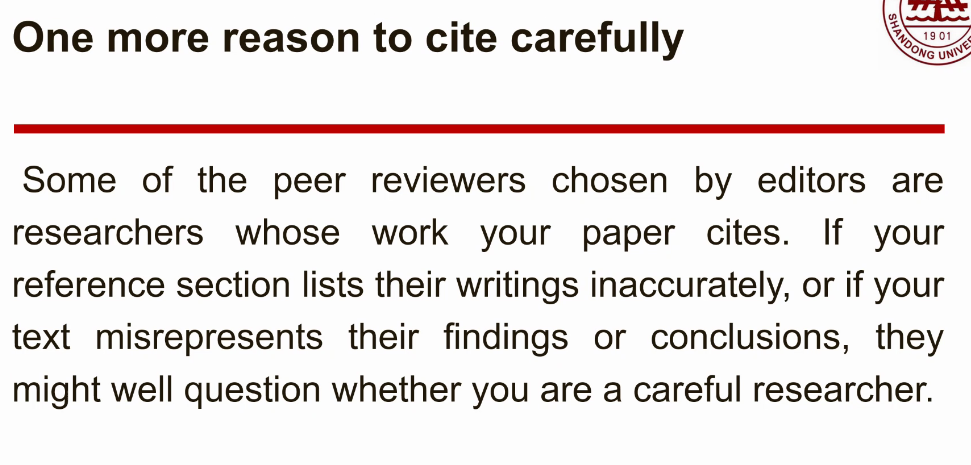 One more reason to cite carefully
1901
SHANDONG UNIVE
Some of the peer reviewers chosen by editors are
researchers whose work your paper cites. If your
reference section lists their writings inaccurately, or if your
text misrepresents their findings or conclusions, they
might well question whether you are a careful researcher.